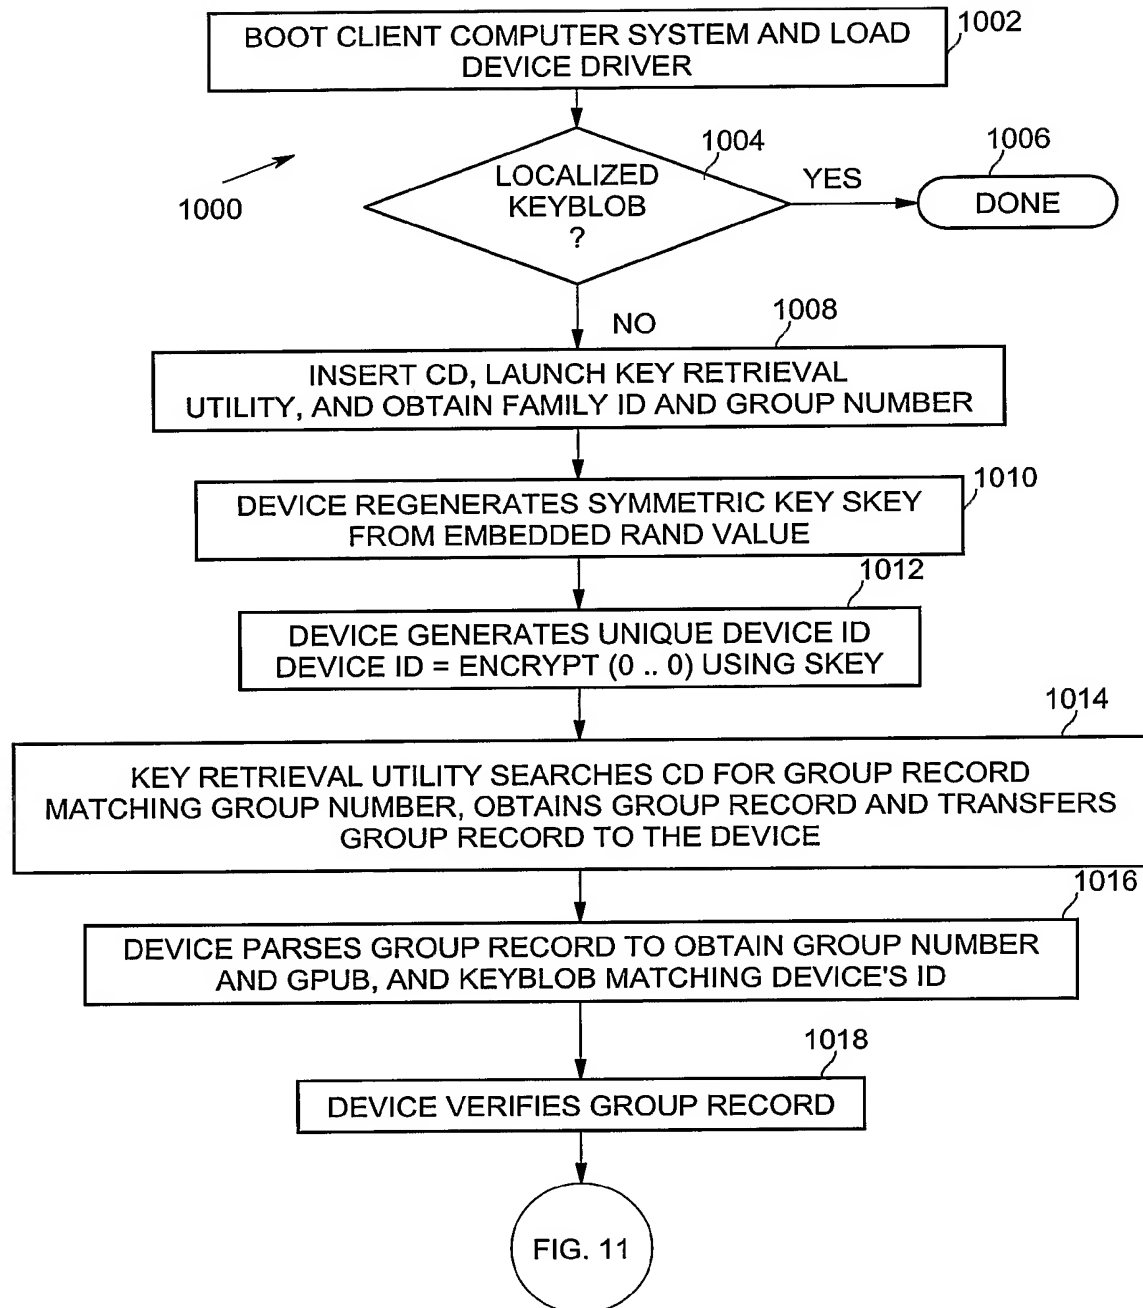 BOOT CLIENT COMPUTER SYSTEM AND LOAD
DEVICE DRIVER
1002
1000
LOCALIZED
KEYBLOB
?
1004
YES
1006
DONE
NO
1008
INSERT CD, LAUNCH KEY RETRIEVAL
UTILITY, AND OBTAIN FAMILY ID AND GROUP NUMBER
1010
DEVICE REGENERATES SYMMETRIC KEY SKEY
FROM EMBEDDED RAND VALUE
1012
DEVICE GENERATES UNIQUE DEVICE ID
DEVICE ID = ENCRYPT (0 .. 0) USING SKEY
1014
KEY RETRIEVAL UTILITY SEARCHES CD FOR GROUP RECORD
MATCHING GROUP NUMBER, OBTAINS GROUP RECORD AND TRANSFERS
GROUP RECORD TO THE DEVICE
1016
DEVICE PARSES GROUP RECORD TO OBTAIN GROUP NUMBER
AND GPUB, AND KEYBLOB MATCHING DEVICE'S ID
1018
DEVICE VERIFIES GROUP RECORD
FIG. 11